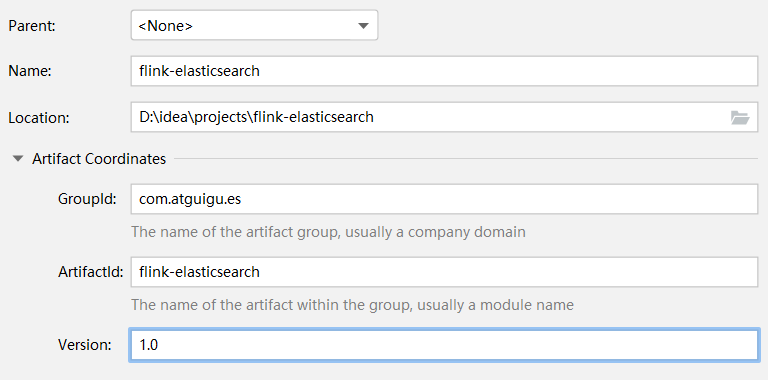 Parent: <None>
Name: flink-elasticsearch
Location: D:\idea\projects\flink-elasticsearch
Artifact Coordinates
GroupId: com.atguigu.es
The name of the artifact group, usually a company domain
ArtifactId: flink-elasticsearch
The name of the artifact within the group, usually a module name
Version: 1.0